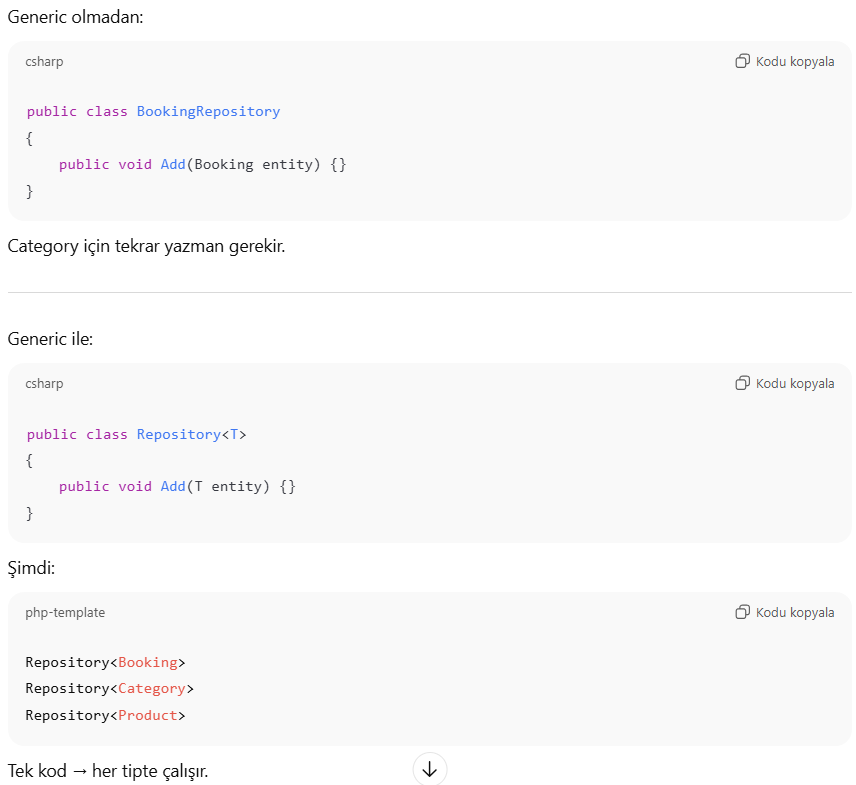 Generic olmadan:
csharp
Kodu kopyala
public class BookingRepository
{
    public void Add(Booking entity) {}
}
Category için tekrar yazman gerekir.
Generic ile:
csharp
Kodu kopyala
public class Repository<T>
{
    public void Add(T entity) {}
}
Şimdi:
php-template
Kodu kopyala
Repository<Booking>
Repository<Category>
Repository<Product>
Tek kod → her tipte çalışır.